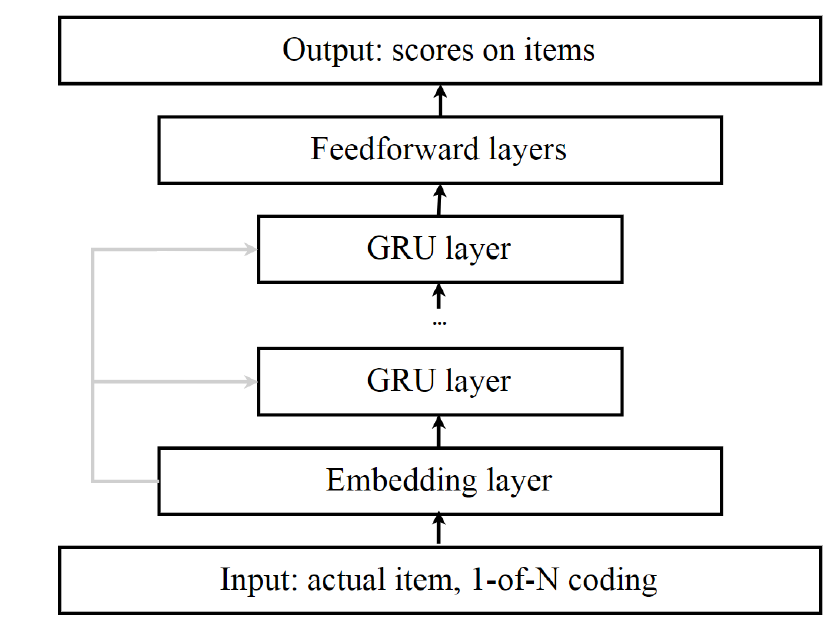 Output: scores on items
Feedforward layers
GRU layer
...
GRU layer
Embedding layer
Input: actual item, 1-of-N coding